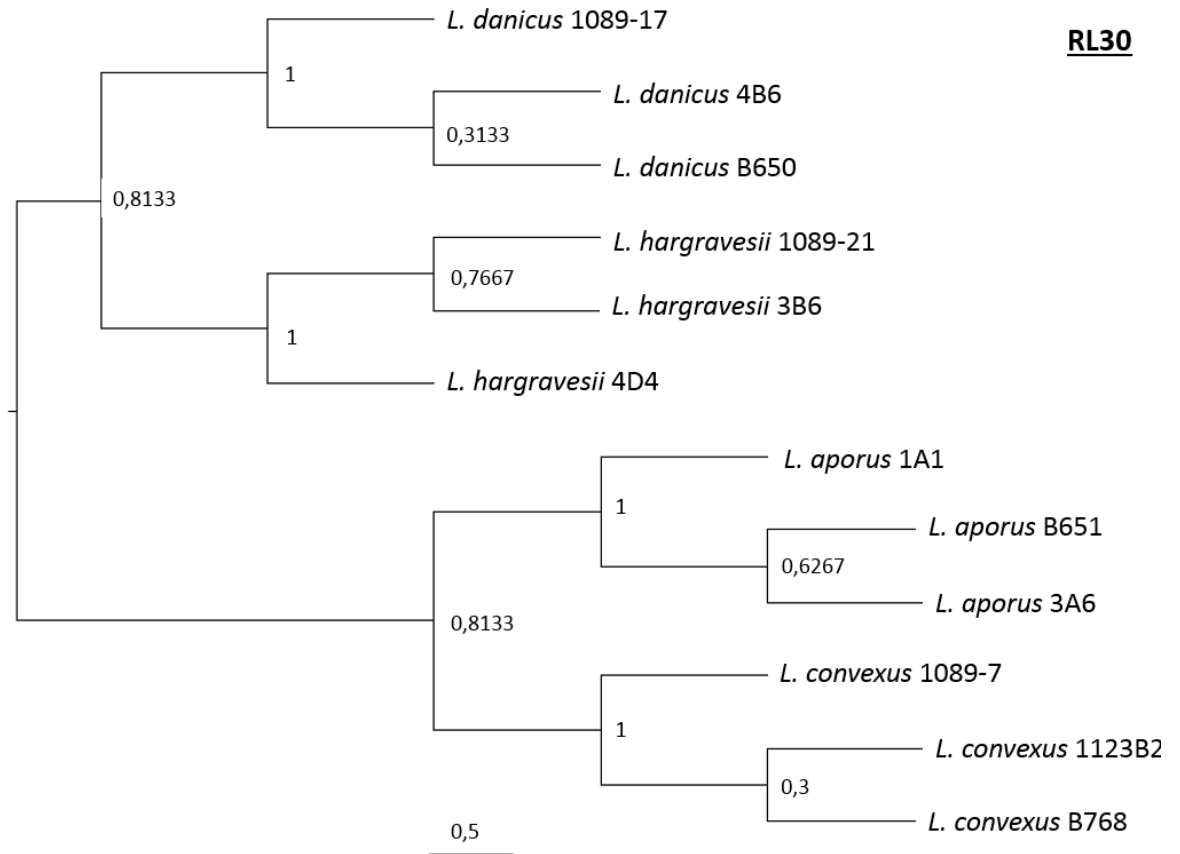 L. danicus 1089-17
RL30
1
L. danicus 4B6
0,3133
L. danicus B650
0,8133
L. hargravesii 1089-21
0,7667
L. hargravesii 3B6
1
L. hargravesii 4D4
L. aporus 1A1
1
L. aporus B651
0,6267
L. aporus 3A6
0,8133
L. convexus 1089-7
1
L. convexus 1123B2
0,3
L. convexus B768
0,5